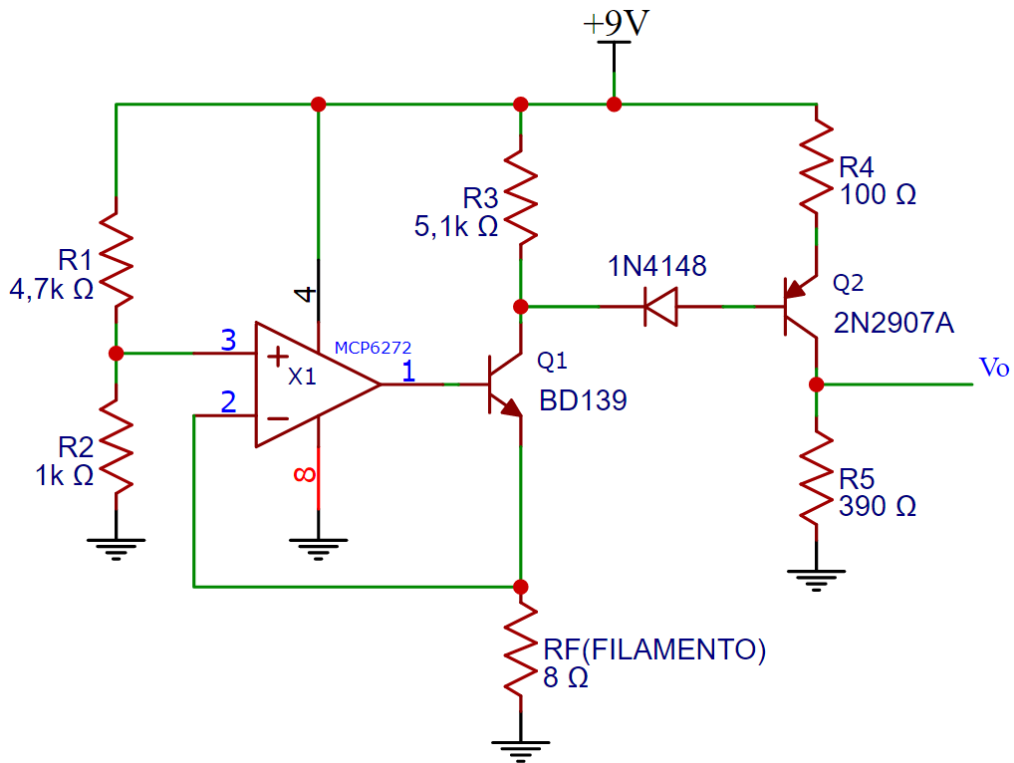 +9V
R4
100 Ω
R3
5,1k Ω
R1
4,7k Ω
1N4148
Q2
2N2907A
4
3
MCP6272
+
X1
1
Q1
BD139
Vo
2
−
R2
1k Ω
8
R5
390 Ω
RF(FILAMENTO)
8 Ω